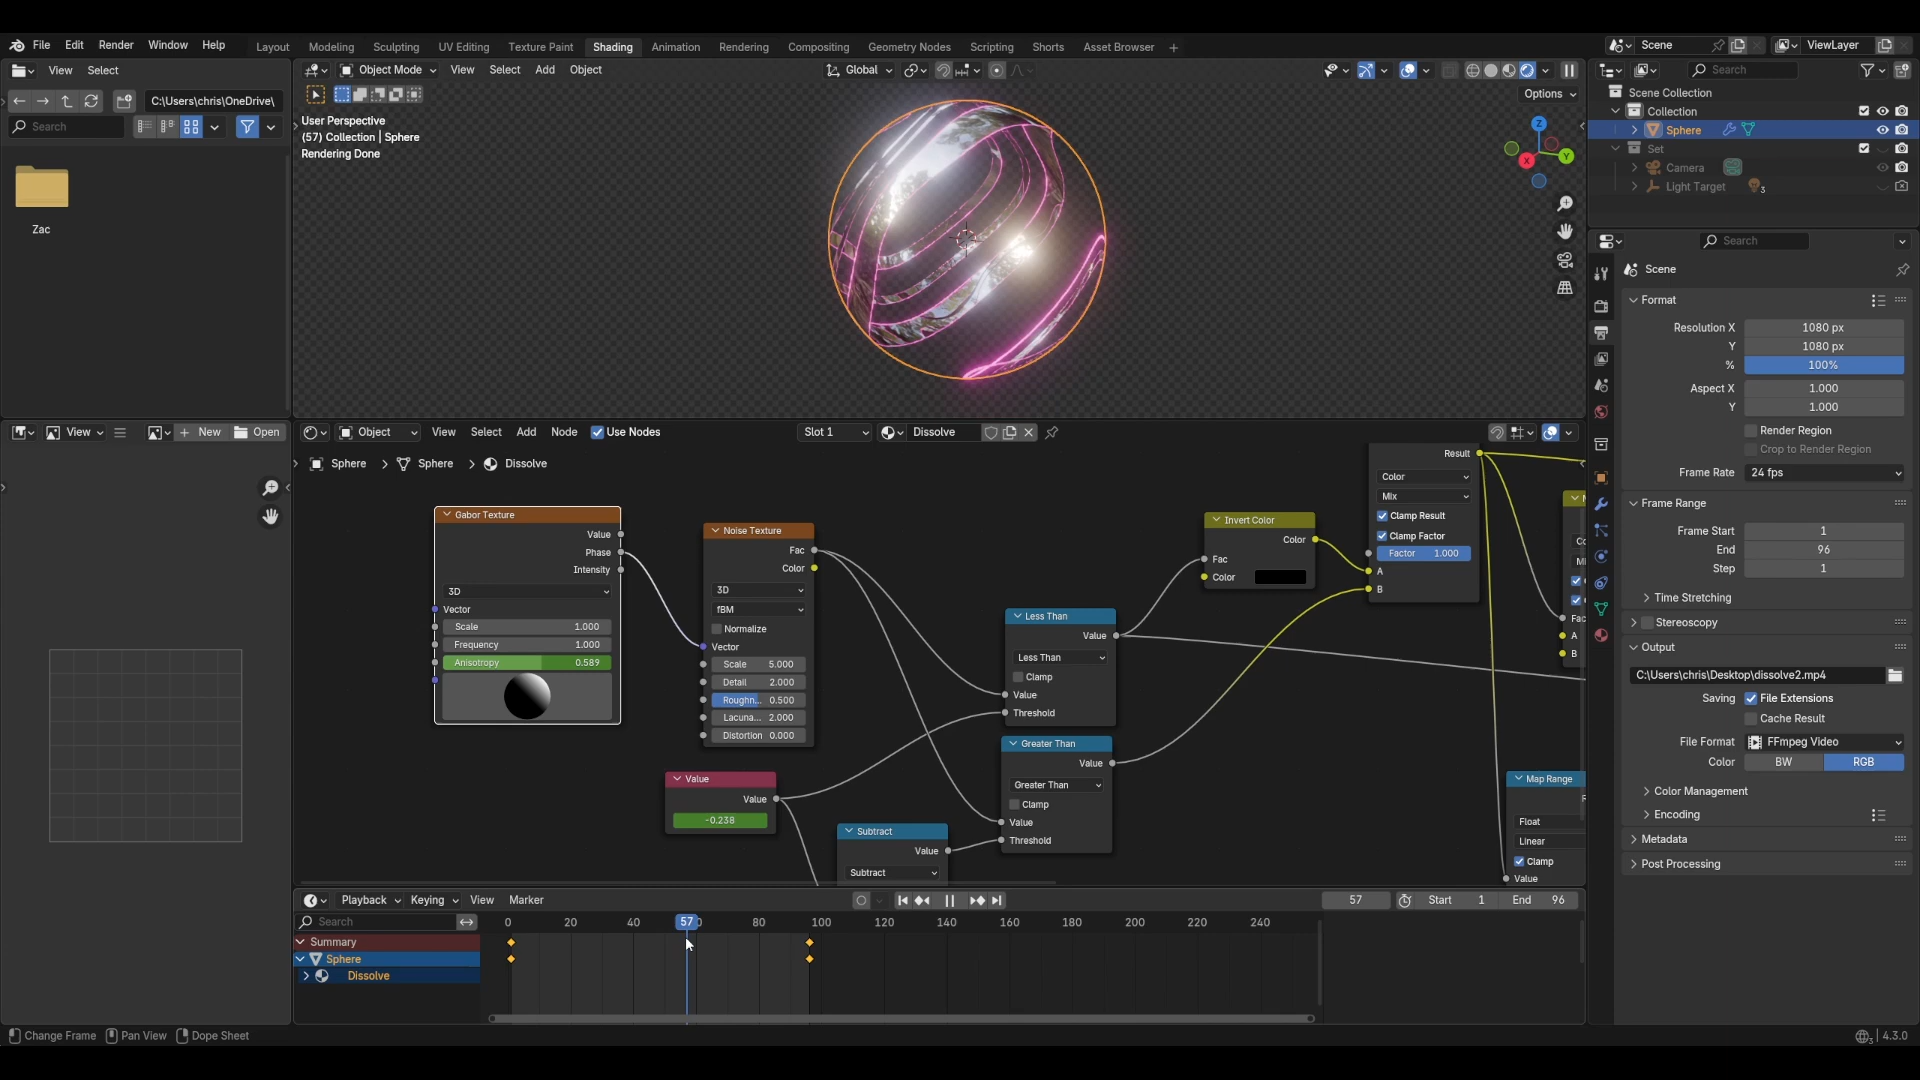 File Edit Render Window Help
Layout Modeling Sculpting UV Editing Texture Paint Shading Animation Rendering Compositing Geometry Nodes Scripting Shorts Asset Browser +
Scene
ViewLayer
View Select
C:\Users\chris\OneDrive\
Search
Zac
Object Mode View Select Add Object
Global
Options
User Perspective
(57) Collection | Sphere
Rendering Done
Z
Y
X
Search
Scene Collection
Collection
Sphere
Set
Camera
Light Target
3
Search
Scene
Format
Resolution X 1080 px
Y 1080 px
% 100%
Aspect X 1.000
Y 1.000
Render Region
Crop to Render Region
Frame Rate 24 fps
Frame Range
Frame Start 1
End 96
Step 1
Time Stretching
Stereoscopy
Output
C:\Users\chris\Desktop\dissolve2.mp4
Saving File Extensions
Cache Result
File Format FFmpeg Video
Color BW RGB
Color Management
Encoding
Metadata
Post Processing
View
New
Open
Object View Select Add Node Use Nodes
Slot 1
Dissolve
Sphere > Sphere > Dissolve
Gabor Texture
Value
Phase
Intensity
3D
Vector
Scale 1.000
Frequency 1.000
Anisotropy 0.589
Noise Texture
Fac
Color
3D
fBM
Normalize
Vector
Scale 5.000
Detail 2.000
Roughn... 0.500
Lacuna... 2.000
Distortion 0.000
Value
Value
-0.238
Subtract
Value
Subtract
Less Than
Value
Less Than
Clamp
Value
Threshold
Greater Than
Value
Greater Than
Clamp
Value
Threshold
Invert Color
Color
Fac
Color
Result
Color
Mix
Clamp Result
Clamp Factor
Factor 1.000
A
B
Fac
A
B
Map Range
Float
Linear
Clamp
Value
Playback Keying View Marker
57
Start 1
End 96
Search
0 20 40 57 80 100 120 140 160 180 200 220 240
Summary
Sphere
Dissolve
Change Frame Pan View Dope Sheet
4.3.0